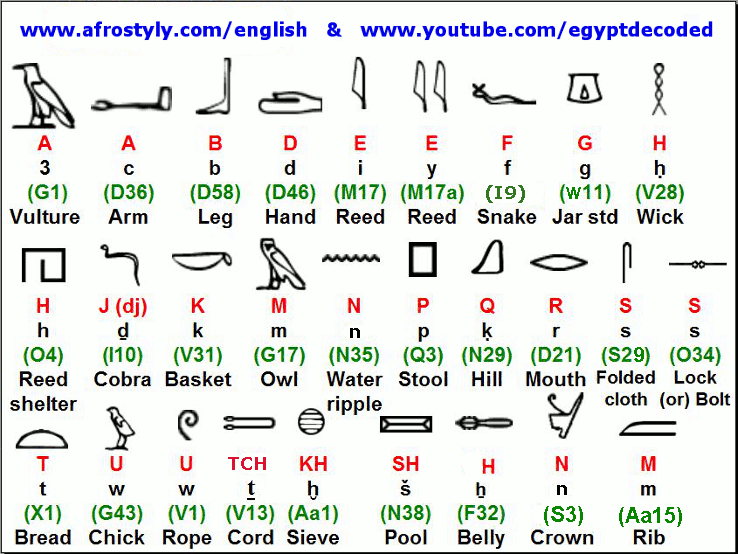 www.afrostyly.com/english & www.youtube.com/egyptdecoded
A A B D E E F G H
3 c b d i y f g ḥ
(G1) (D36) (D58) (D46) (M17) (M17a) (I9) (W11) (V28)
Vulture Arm Leg Hand Reed Reed Snake Jar std Wick
H J (dj) K M N P Q R S S
h ḏ k m n p ḳ r s s
(O4) (I10) (V31) (G17) (N35) (Q3) (N29) (D21) (S29) (O34)
Reed Cobra Basket Owl Water Stool Hill Mouth Folded Lock
shelter ripple cloth (or) Bolt
T U U TCH KH SH H N M
t w w ṯ ḫ š ẖ n m
(X1) (G43) (V1) (V13) (Aa1) (N38) (F32) (S3) (Aa15)
Bread Chick Rope Cord Sieve Pool Belly Crown Rib